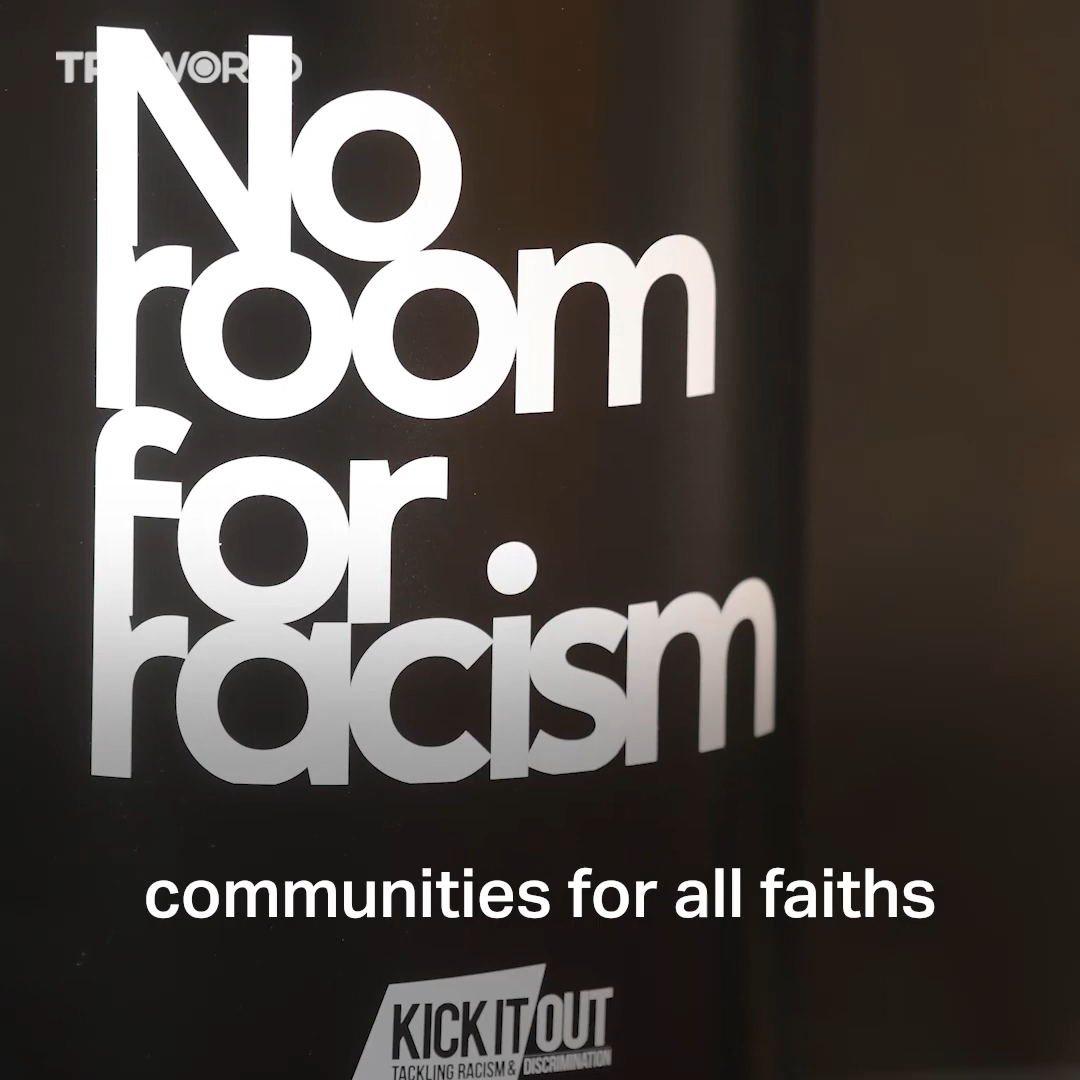 TRT WORLD
No
room
for
racism
communities for all faiths
KICK IT OUT
TACKLING RACISM & DISCRIMINATION